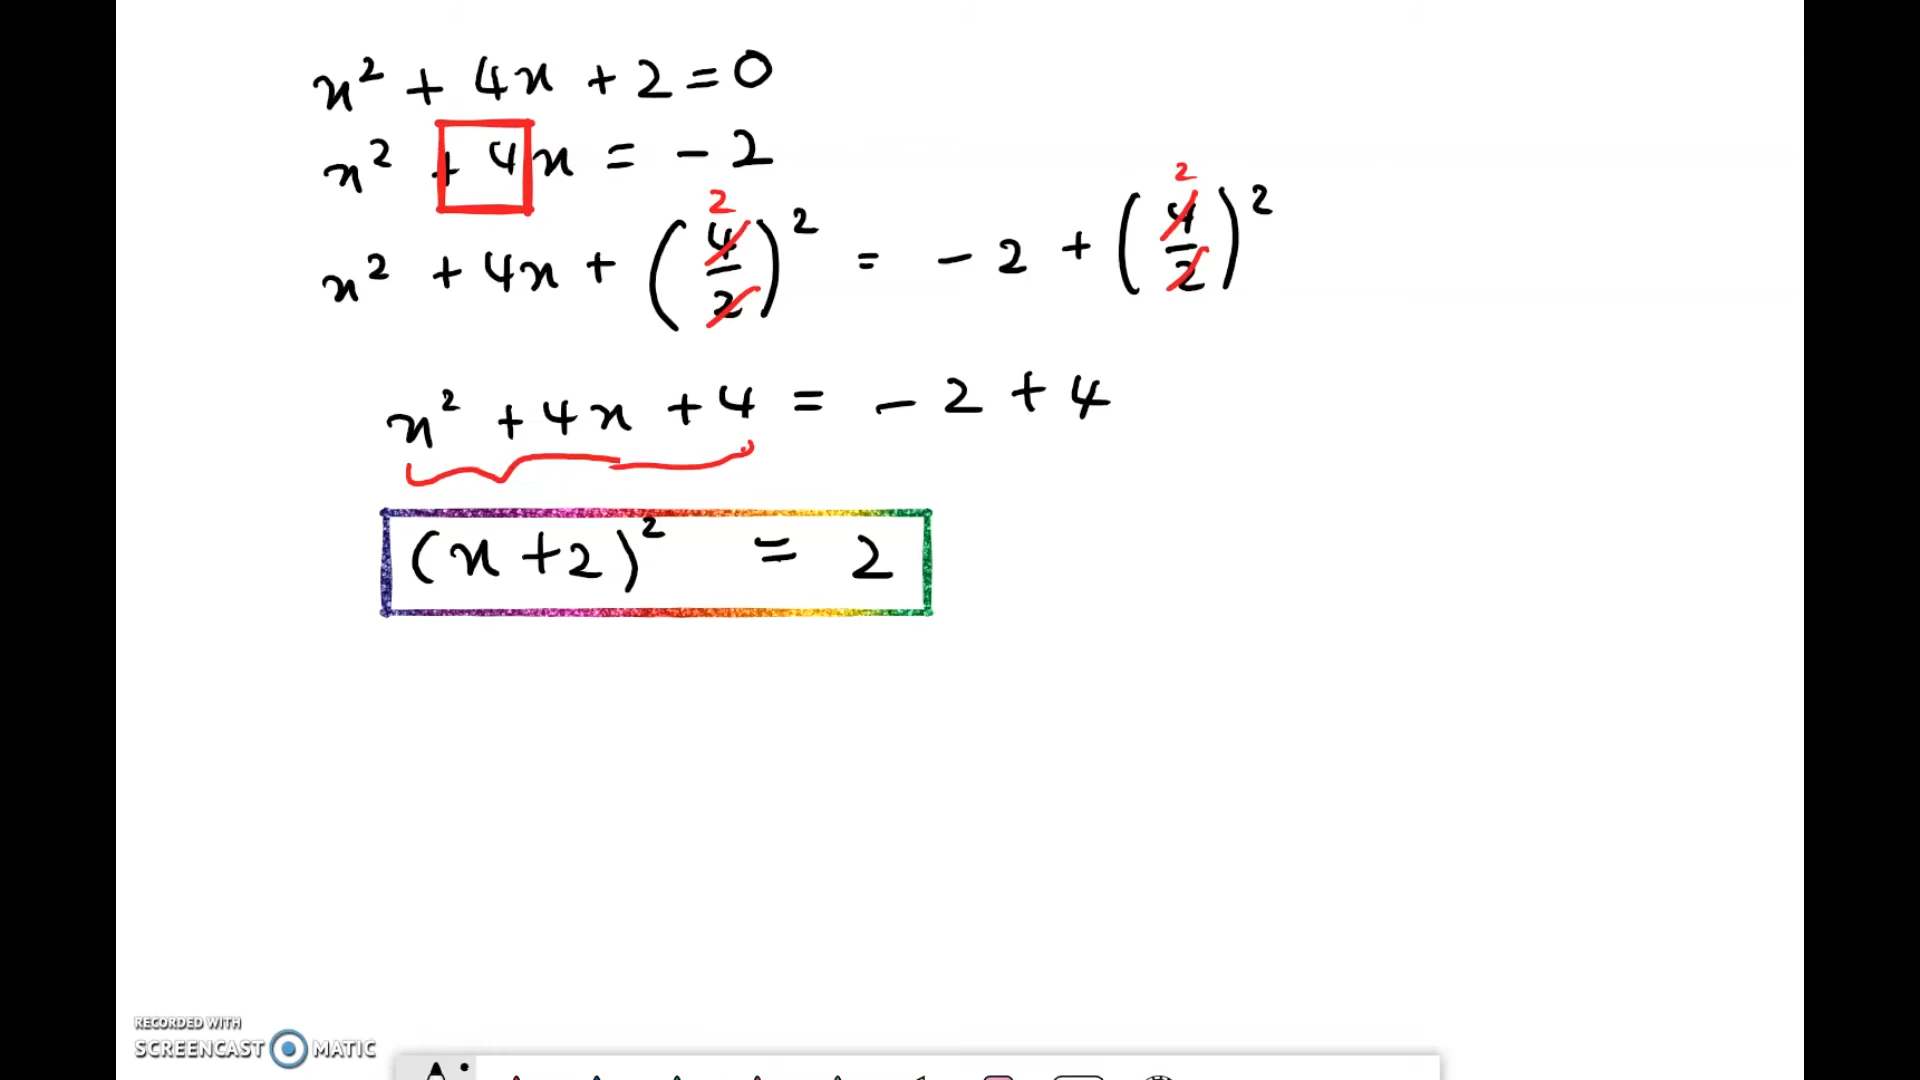 x² + 4x + 2 = 0
x² + 4x = - 2
x² + 4x + (4/2)² = - 2 + (4/2)²
2 2
x² + 4x + 4 = - 2 + 4
(x + 2)² = 2
RECORDED WITH
SCREENCAST MATIC